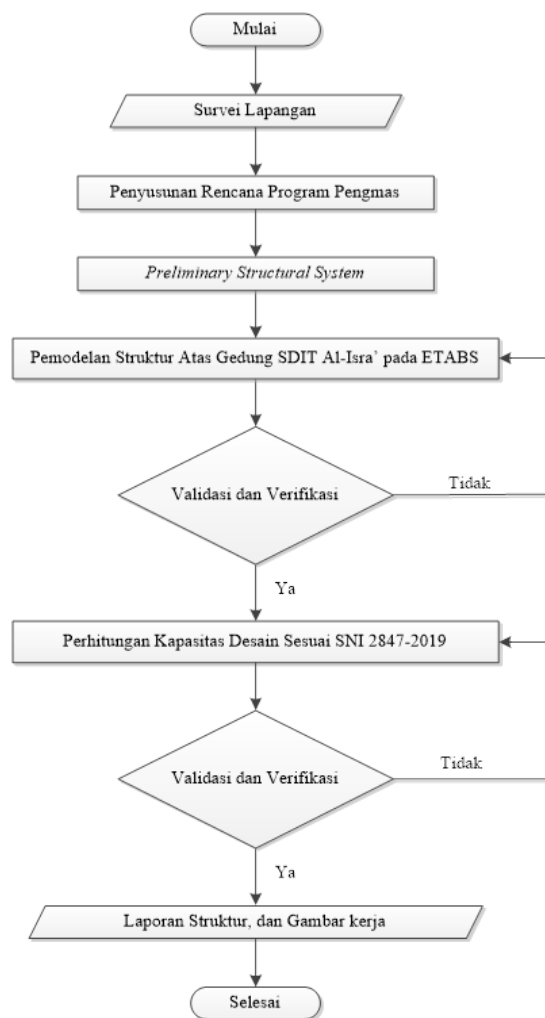 Mulai
Survei Lapangan
Penyusunan Rencana Program Pengmas
Preliminary Structural System
Pemodelan Struktur Atas Gedung SDIT Al-Isra’ pada ETABS
Validasi dan Verifikasi
Tidak
Ya
Perhitungan Kapasitas Desain Sesuai SNI 2847-2019
Validasi dan Verifikasi
Tidak
Ya
Laporan Struktur, dan Gambar kerja
Selesai